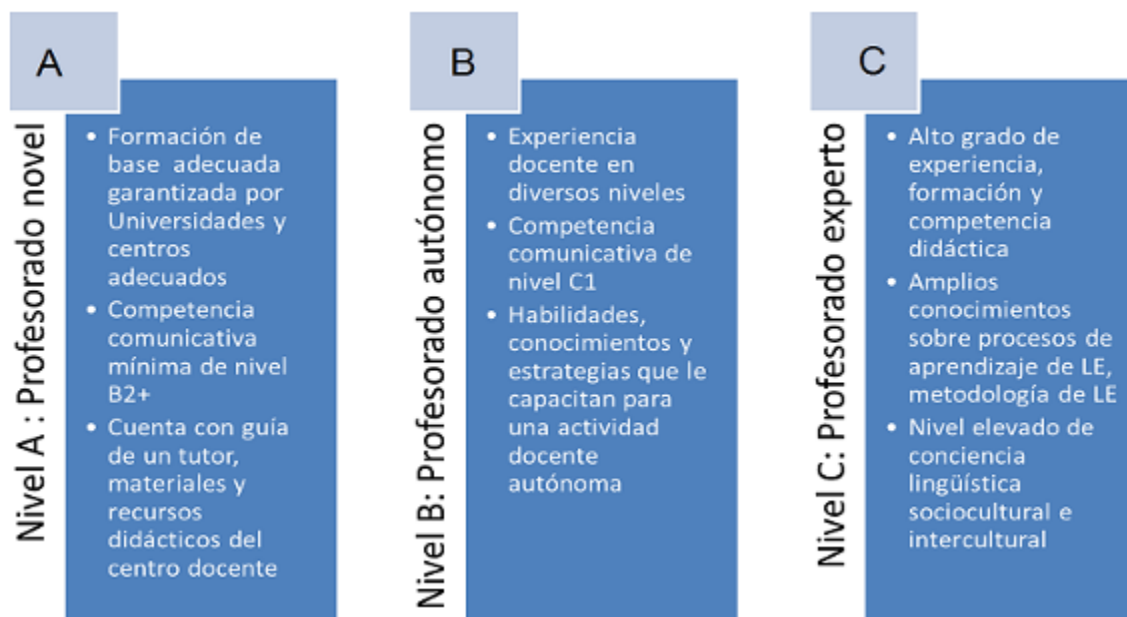 A
Nivel A : Profesorado novel
• Formación de
base adecuada
garantizada por
Universidades y
centros
adecuados
• Competencia
comunicativa
mínima de nivel
B2+
• Cuenta con guía
de un tutor,
materiales y
recursos
didácticos del
centro docente
B
Nivel B: Profesorado autónomo
• Experiencia
docente en
diversos niveles
• Competencia
comunicativa de
nivel C1
• Habilidades,
conocimientos y
estrategias que le
capacitan para
una actividad
docente
autónoma
C
Nivel C: Profesorado experto
• Alto grado de
experiencia,
formación y
competencia
didáctica
• Amplios
conocimientos
sobre procesos de
aprendizaje de LE,
metodología de LE
• Nivel elevado de
conciencia
lingüística
sociocultural e
intercultural